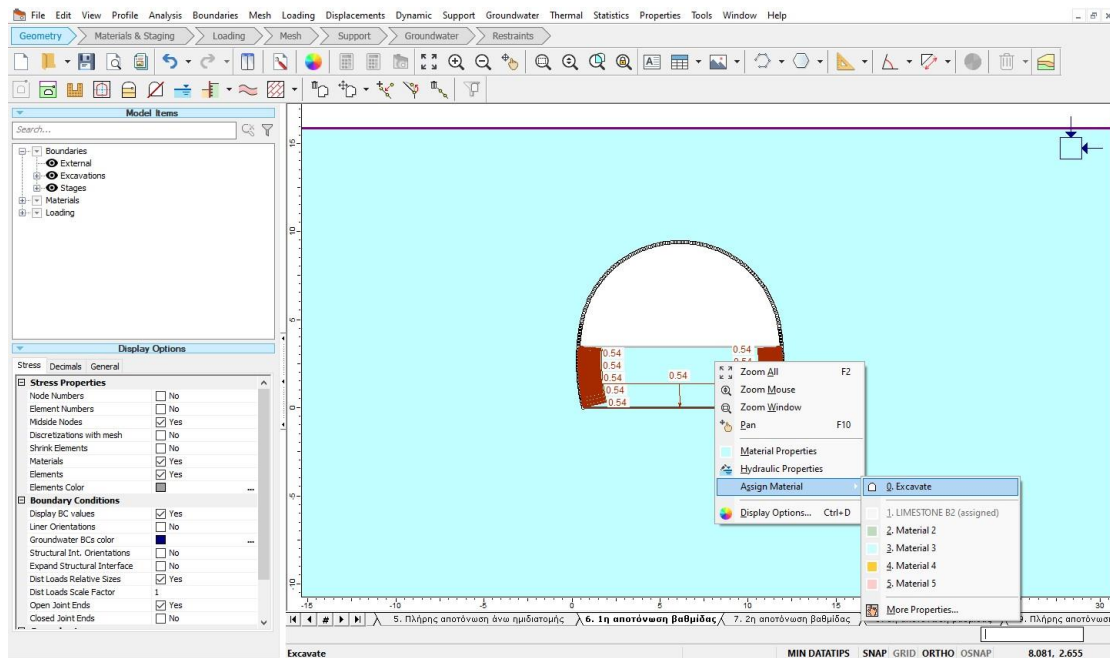 File Edit View Profile Analysis Boundaries Mesh Loading Displacements Dynamic Support Groundwater Thermal Statistics Properties Tools Window Help
Geometry Materials & Staging Loading Mesh Support Groundwater Restraints
Model Items
Search...
Boundaries
External
Excavations
Stages
Materials
Loading
Display Options
Stress Decimals General
Stress Properties
Node Numbers No
Element Numbers No
Midside Nodes Yes
Discretizations with mesh No
Shrink Elements No
Materials Yes
Elements Yes
Elements Color ...
Boundary Conditions
Display BC values Yes
Liner Orientations No
Groundwater BCs color ...
Structural Int. Orientations No
Expand Structural Interface No
Dist Loads Relative Sizes Yes
Dist Loads Scale Factor 1
Open Joint Ends Yes
Closed Joint Ends No
15
10
5
0
-5
-10
0.54 0.54
0.54
0.54 0.54
0.54
0.54
Zoom All F2
Zoom Mouse
Zoom Window
Pan F10
Material Properties
Hydraulic Properties
Assign Material
Display Options... Ctrl+D
0. Excavate
1. LIMESTONE B2 (assigned)
2. Material 2
3. Material 3
4. Material 4
5. Material 5
More Properties...
-15 -10 -5 0 5 10 15 30
5. Πλήρης αποτόνωση άνω ημιδιατομής 6. 1η αποτόνωση βαθμίδας 7. 2η αποτόνωση βαθμίδας 9. Πλήρης αποτόνωσ
Excavate MIN DATATIPS SNAP GRID ORTHO OSNAP 8.081, 2.655